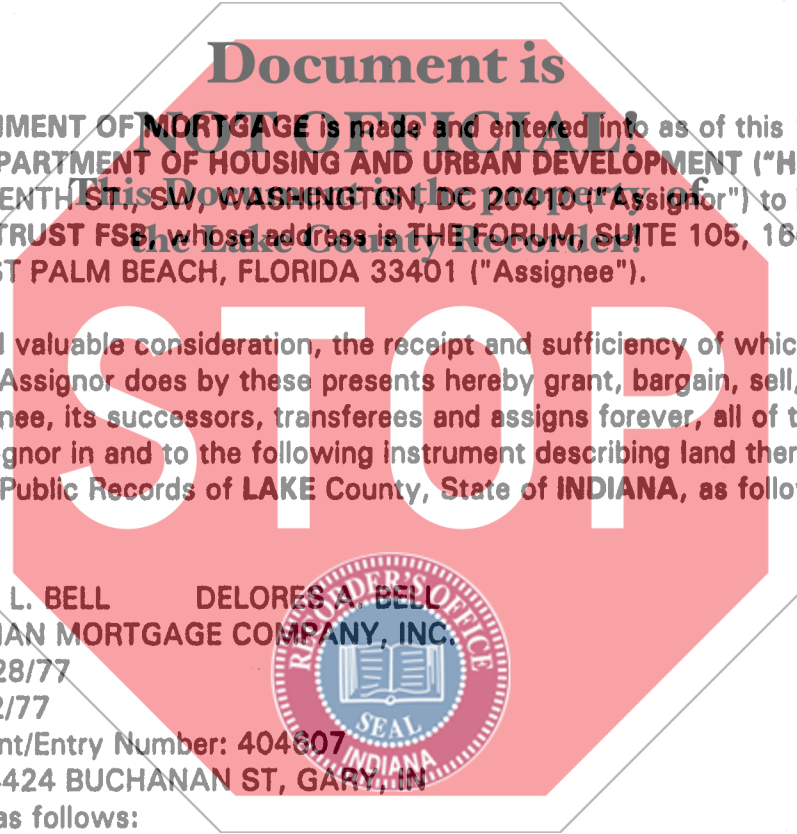 Document is
NOT OFFICIAL!
This Document is the property of
the Lake County Recorder!
UMENT OF MORTGAGE is made and entered into as of this
PARTMENT OF HOUSING AND URBAN DEVELOPMENT ("H
ENTH ST., SW, WASHINGTON, DC 20410 ("Assignor") to
TRUST FSB, whose address is THE FORUM, SUITE 105, 16
ST PALM BEACH, FLORIDA 33401 ("Assignee").
l valuable consideration, the receipt and sufficiency of whic
Assignor does by these presents hereby grant, bargain, sell,
nee, its successors, transferees and assigns forever, all of t
gnor in and to the following instrument describing land ther
Public Records of LAKE County, State of INDIANA, as follo
STOP
L. BELL DELORES A. BELL
IAN MORTGAGE COMPANY, INC.
28/77
2/77
nt/Entry Number: 404607
4424 BUCHANAN ST, GARY, IN
as follows:
RECORDER'S OFFICE
SEAL
INDIANA